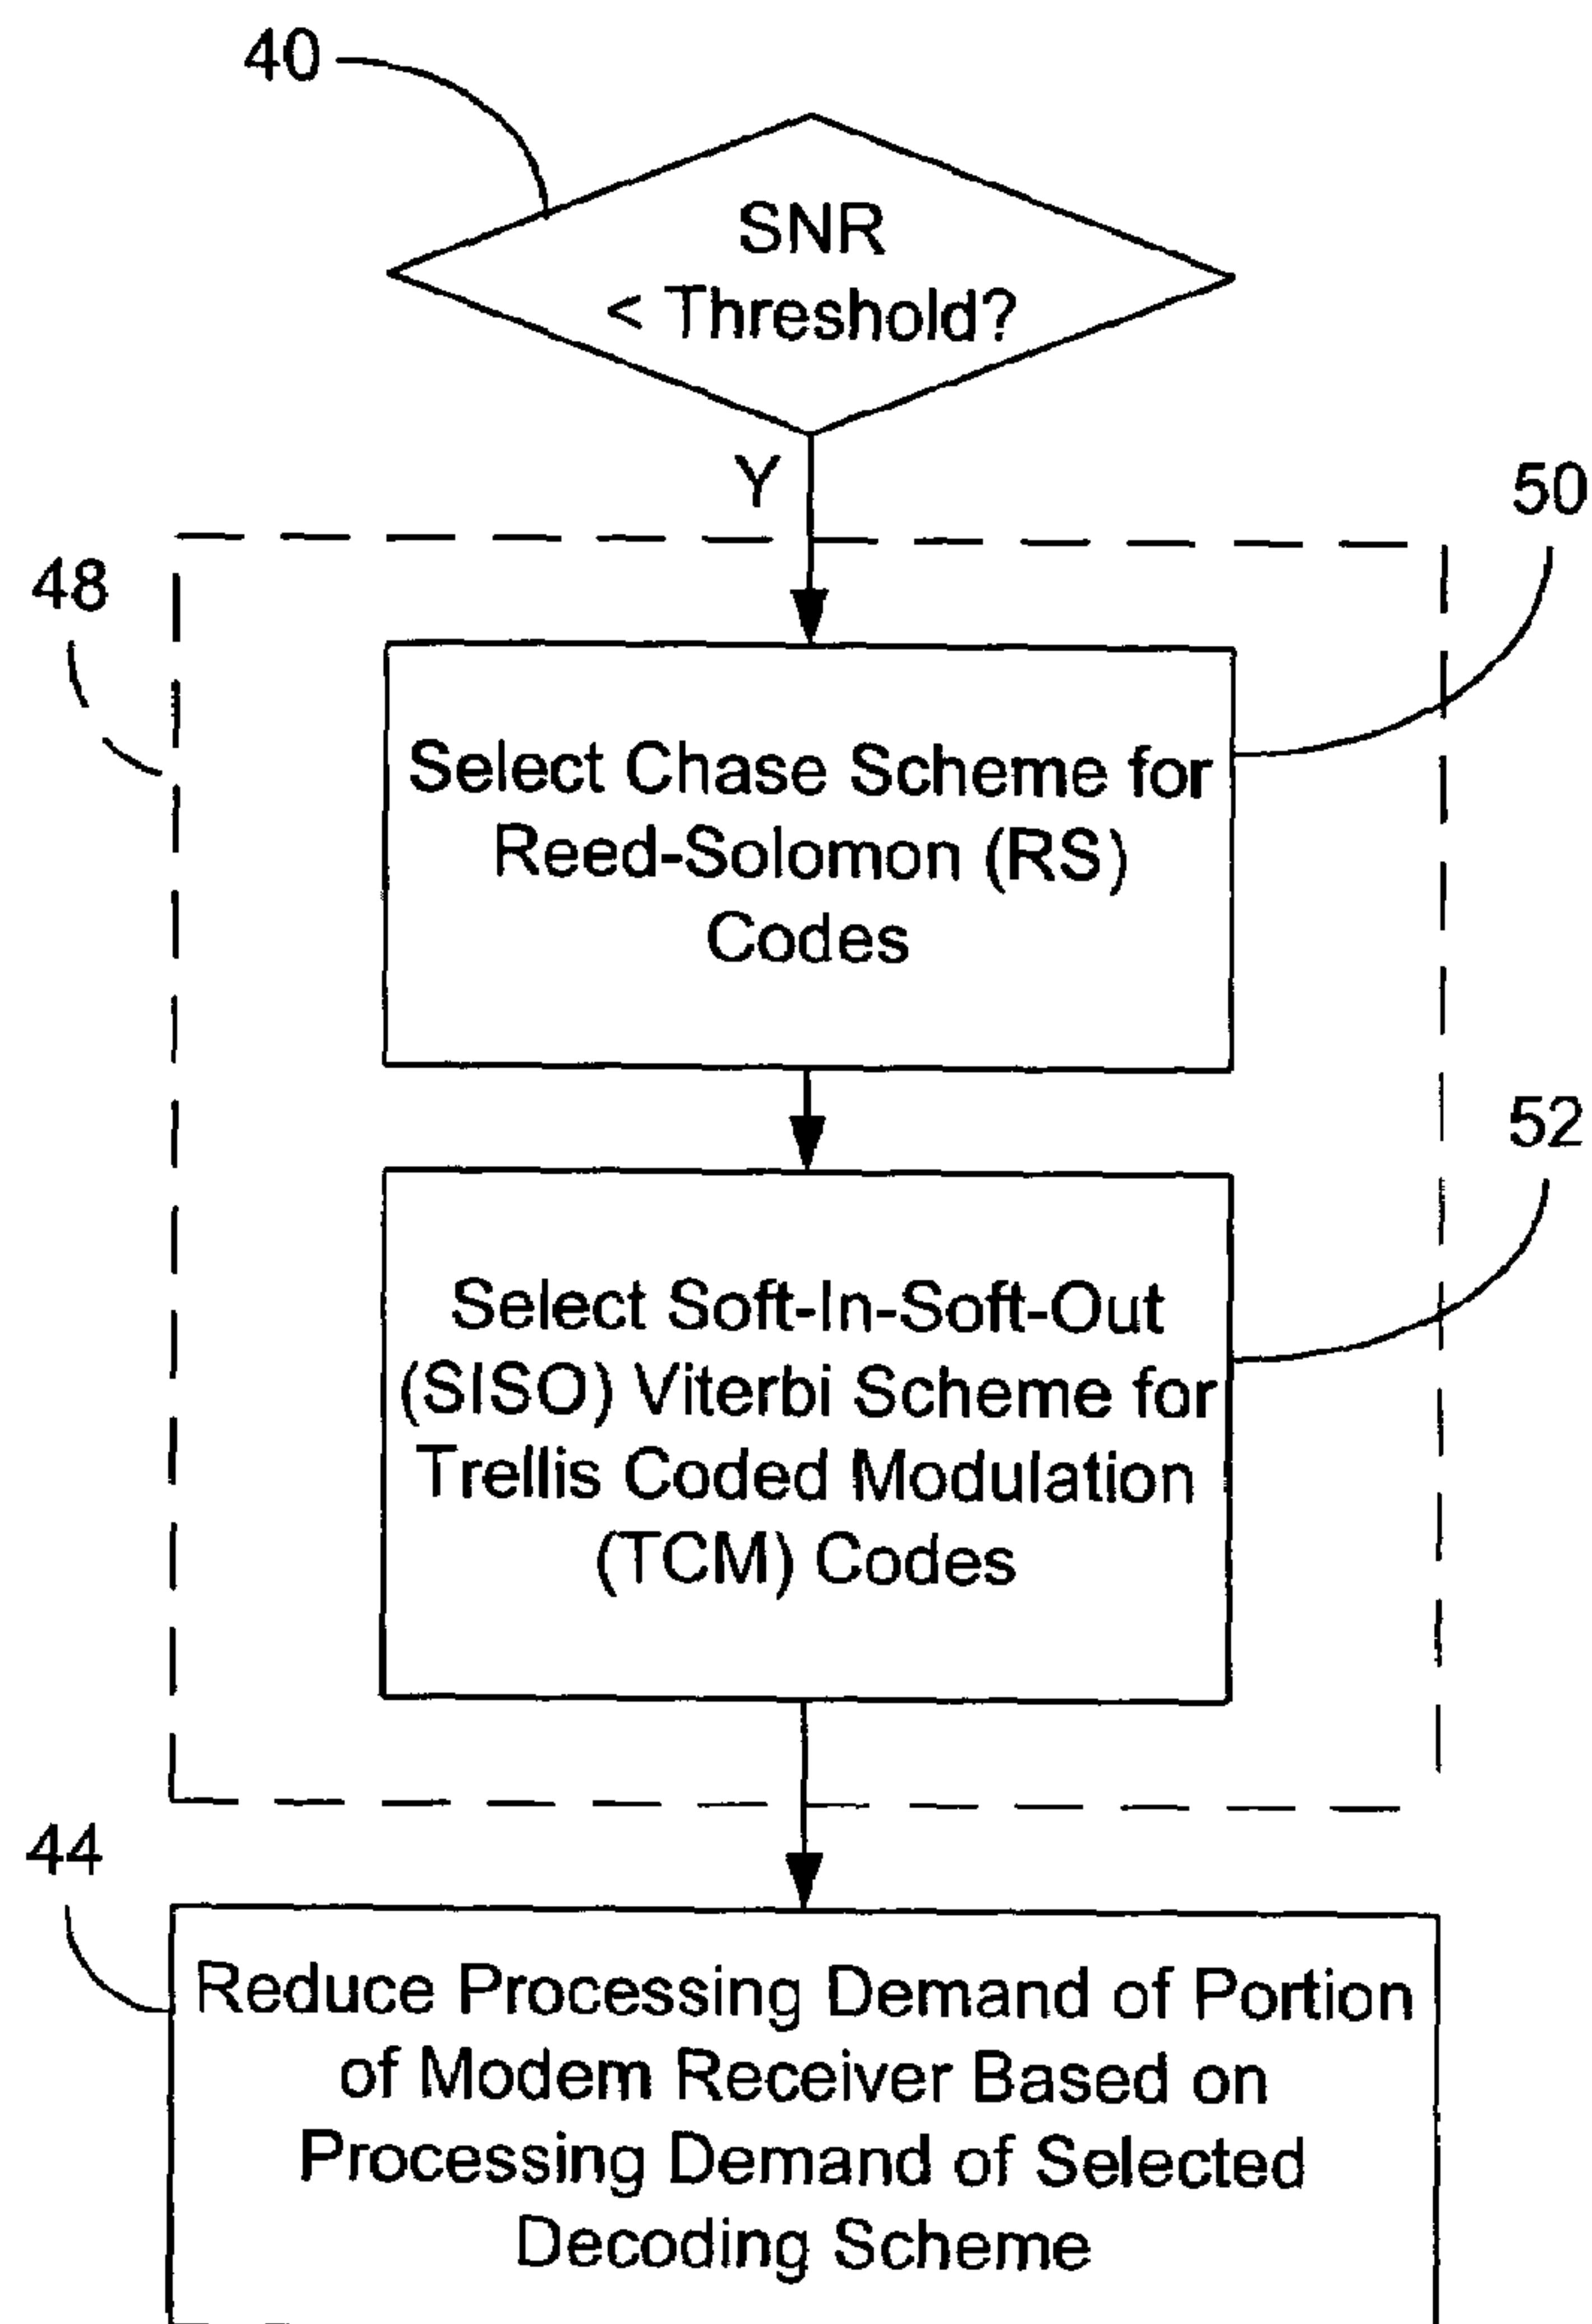 40
SNR
< Threshold?
Y
50
48
Select Chase Scheme for
Reed-Solomon (RS)
Codes
52
Select Soft-In-Soft-Out
(SISO) Viterbi Scheme for
Trellis Coded Modulation
(TCM) Codes
44
Reduce Processing Demand of Portion
of Modem Receiver Based on
Processing Demand of Selected
Decoding Scheme